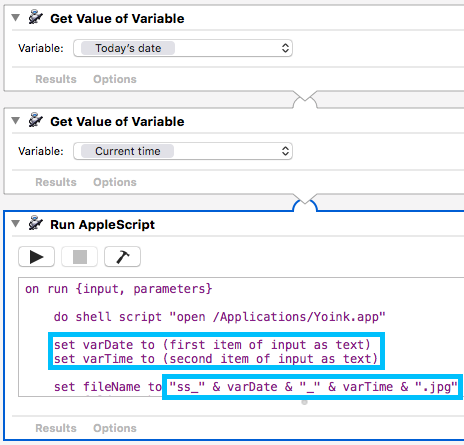 Get Value of Variable
Variable: Today's date
Results Options
Get Value of Variable
Variable: Current time
Results Options
Run AppleScript
on run {input, parameters}
do shell script "open /Applications/Yoink.app"
set varDate to (first item of input as text)
set varTime to (second item of input as text)
set fileName to "ss_" & varDate & "_" & varTime & ".jpg"
Results Options